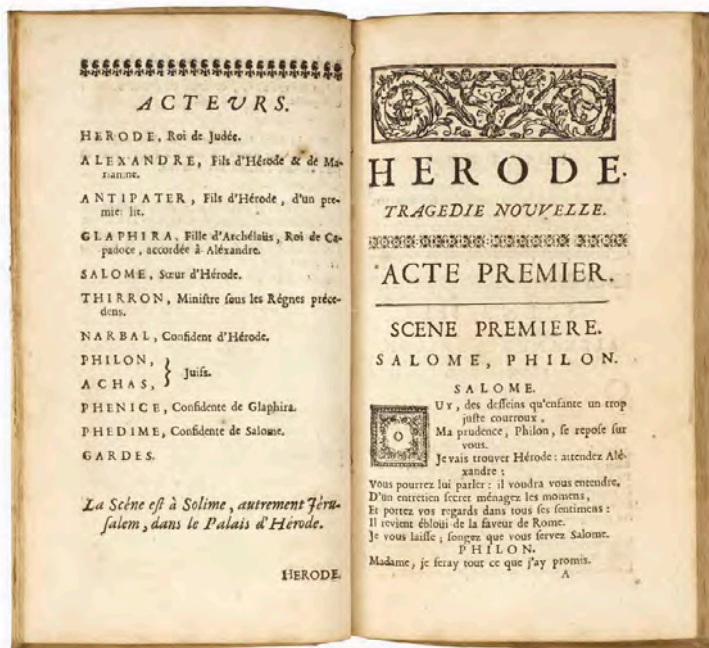 ACTEVRS.
HERODE, Roi de Judée.
ALEXANDRE, Fils d'Hérode & de Ma-
rianne.
ANTIPATER, Fils d'Hérode, d'un pre-
mier lit.
GLAPHIRA, Fille d'Archélaüs, Roi de Ca-
padoce, accordée à Aléxandre.
SALOME, Sœur d'Hérode.
THIRRON, Ministre sous les Régnes préce-
dens.
NARBAL, Confident d'Hérode.
PHILON,
} Juifs.
ACHAS,
PHENICE, Confidente de Glaphira.
PHEDIME, Confidente de Salome.
GARDES.
La Scêne est à Solime, autrement Jéru-
salem, dans le Palais d'Hérode.
HERODE.
HERODE.
TRAGEDIE NOUVELLE.
ACTE PREMIER.
SCENE PREMIERE.
SALOME, PHILON.
SALOME.
OUY, des desseins qu'enfante un trop
juste courroux,
Ma prudence, Philon, se repose sur
vous.
Je vais trouver Hérode : attendez Alé-
xandre ;
Vous pourrez lui parler : il voudra vous entendre.
D'un entretien secret ménagez les momens,
Et portez vos regards dans tous ses sentimens :
Il revient ébloui de la faveur de Rome.
Je vous laisse ; songez que vous servez Salome.
PHILON.
Madame, je feray tout ce que j'ay promis.
A